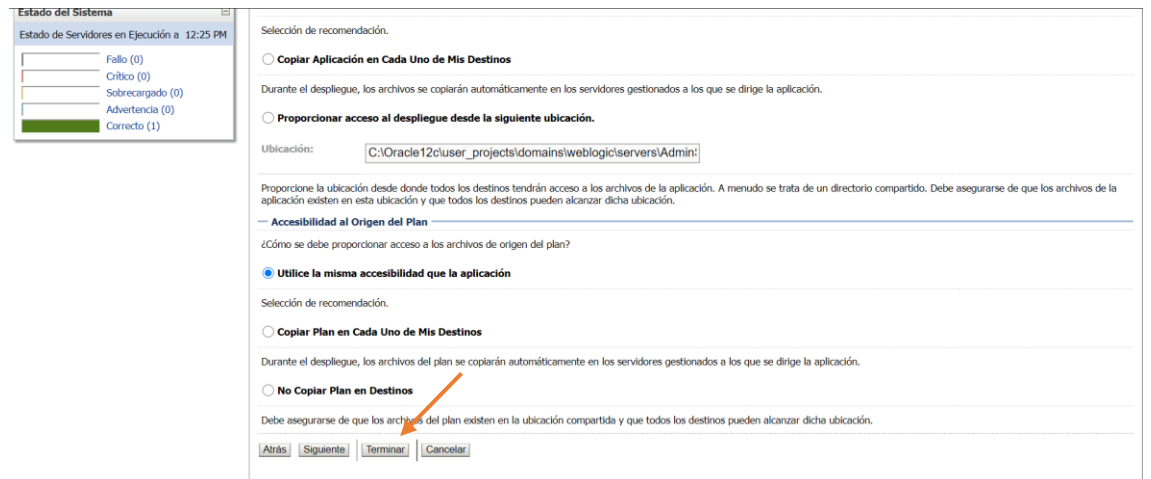 Estado del Sistema
Estado de Servidores en Ejecución a 12:25 PM
Fallo (0)
Crítico (0)
Sobrecargado (0)
Advertencia (0)
Correcto (1)
Selección de recomendación.
Copiar Aplicación en Cada Uno de Mis Destinos
Durante el despliegue, los archivos se copiarán automáticamente en los servidores gestionados a los que se dirige la aplicación.
Proporcionar acceso al despliegue desde la siguiente ubicación.
Ubicación: C:\Oracle12c\user_projects\domains\weblogic\servers\Admin
Proporcione la ubicación desde donde todos los destinos tendrán acceso a los archivos de la aplicación. A menudo se trata de un directorio compartido. Debe asegurarse de que los archivos de la
aplicación existen en esta ubicación y que todos los destinos pueden alcanzar dicha ubicación.
Accesibilidad al Origen del Plan
¿Cómo se debe proporcionar acceso a los archivos de origen del plan?
Utilice la misma accesibilidad que la aplicación
Selección de recomendación.
Copiar Plan en Cada Uno de Mis Destinos
Durante el despliegue, los archivos del plan se copiarán automáticamente en los servidores gestionados a los que se dirige la aplicación.
No Copiar Plan en Destinos
Debe asegurarse de que los archivos del plan existen en la ubicación compartida y que todos los destinos pueden alcanzar dicha ubicación.
Atrás Siguiente Terminar Cancelar